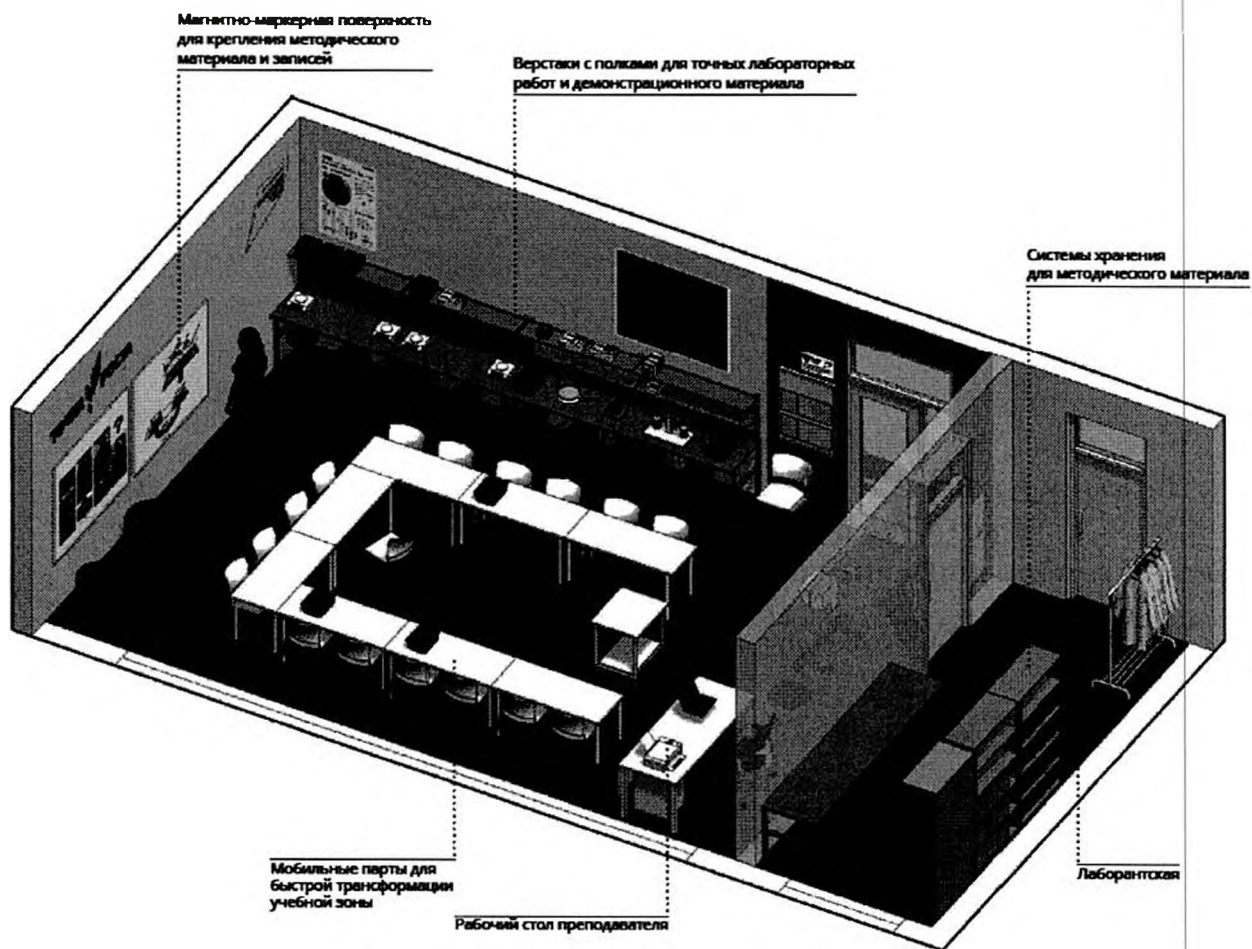 Магнитно-маркерная поверхность
для крепления методического
материала и записей
Верстаки с полками для точных лабораторных
работ и демонстрационного материала
Системы хранения
для методического материала
Мобильные парты для
быстрой трансформации
учебной зоны
Рабочий стол преподавателя
Лаборантская